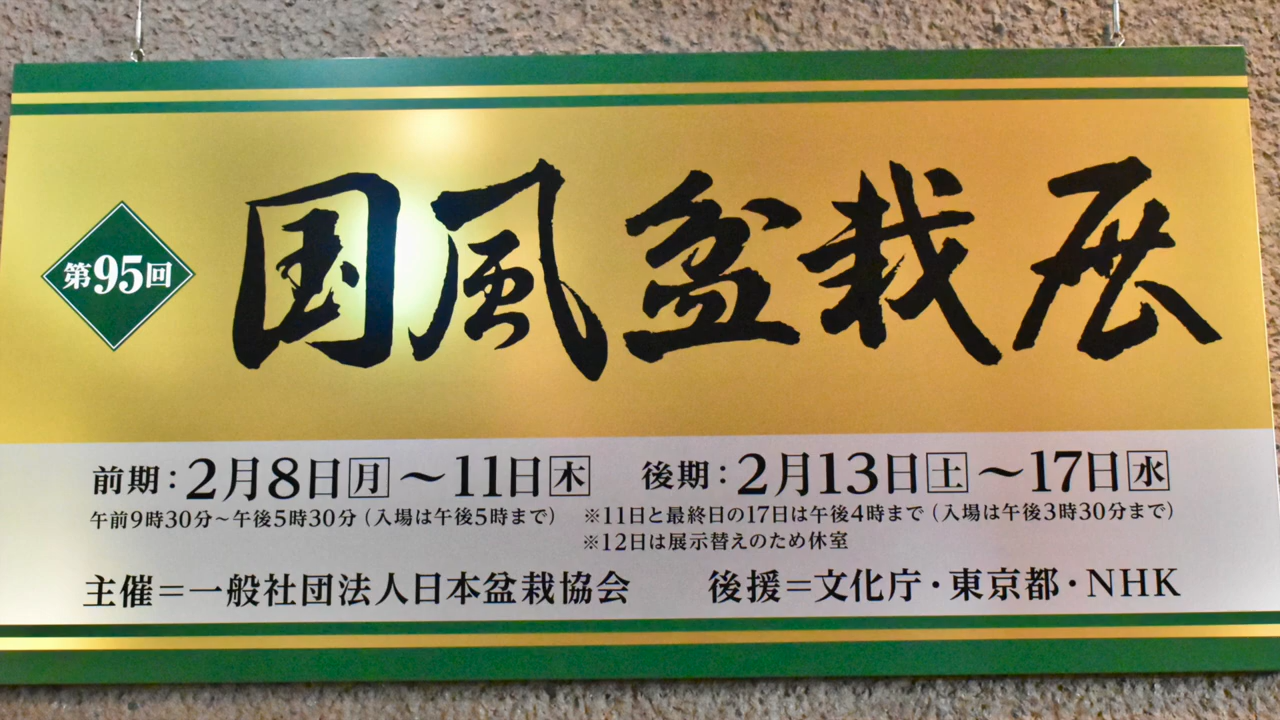 第95回
国風盆栽展
前期：2月8日月～11日木　後期：2月13日土～17日水
午前9時30分～午後5時30分（入場は午後5時まで）　※11日と最終日の17日は午後4時まで（入場は午後3時30分まで）
※12日は展示替えのため休室
主催＝一般社団法人日本盆栽協会　後援＝文化庁・東京都・NHK